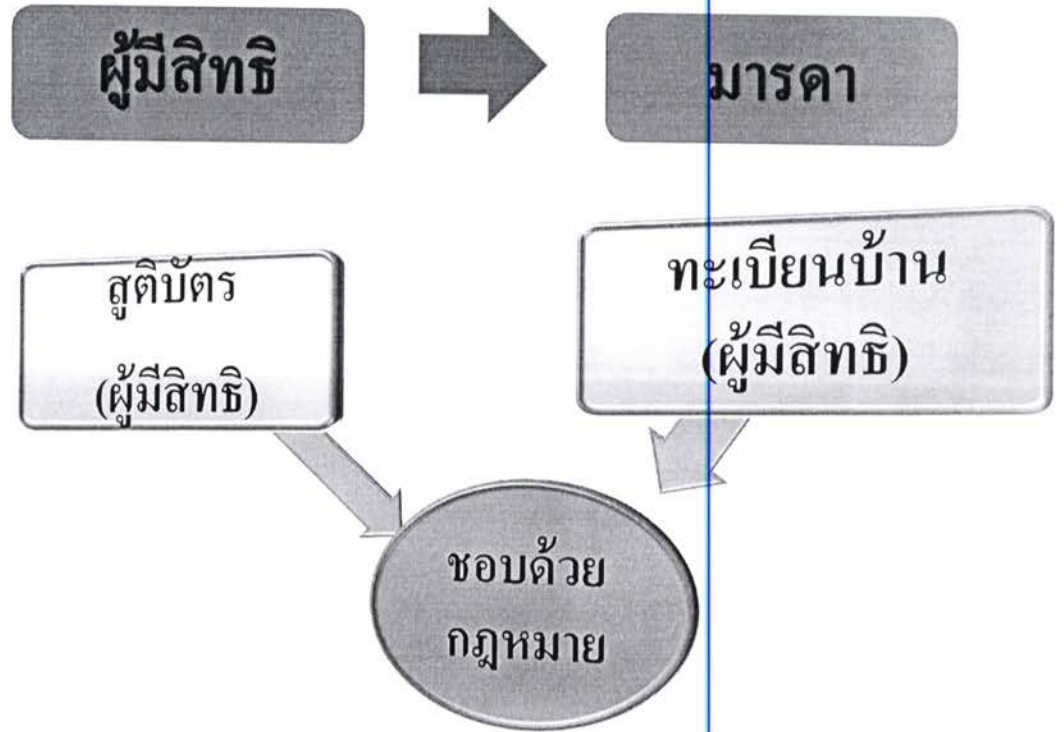 ผู้มีสิทธิ
มารดา
สูติบัตร
(ผู้มีสิทธิ)
ทะเบียนบ้าน
(ผู้มีสิทธิ)
ชอบด้วย
กฎหมาย